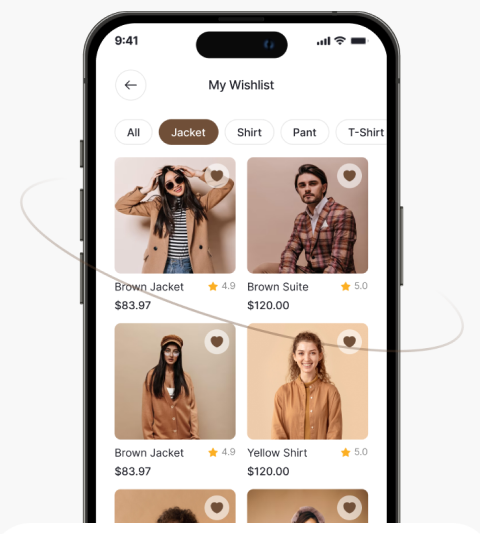 9:41
My Wishlist
All Jacket Shirt Pant T-Shirt
Brown Jacket 4.9 Brown Suite 5.0
$83.97 $120.00
Brown Jacket 4.9 Yellow Shirt 5.0
$83.97 $120.00